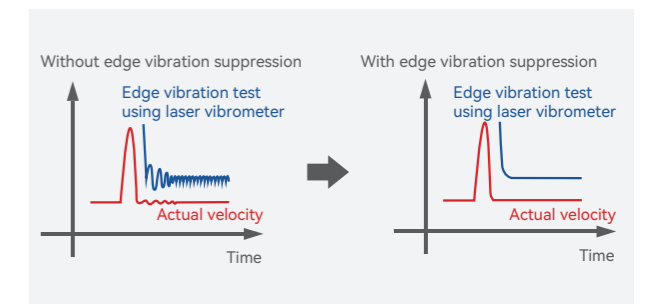 Without edge vibration suppression
Edge vibration test
using laser vibrometer
Actual velocity
Time
With edge vibration suppression
Edge vibration test
using laser vibrometer
Actual velocity
Time